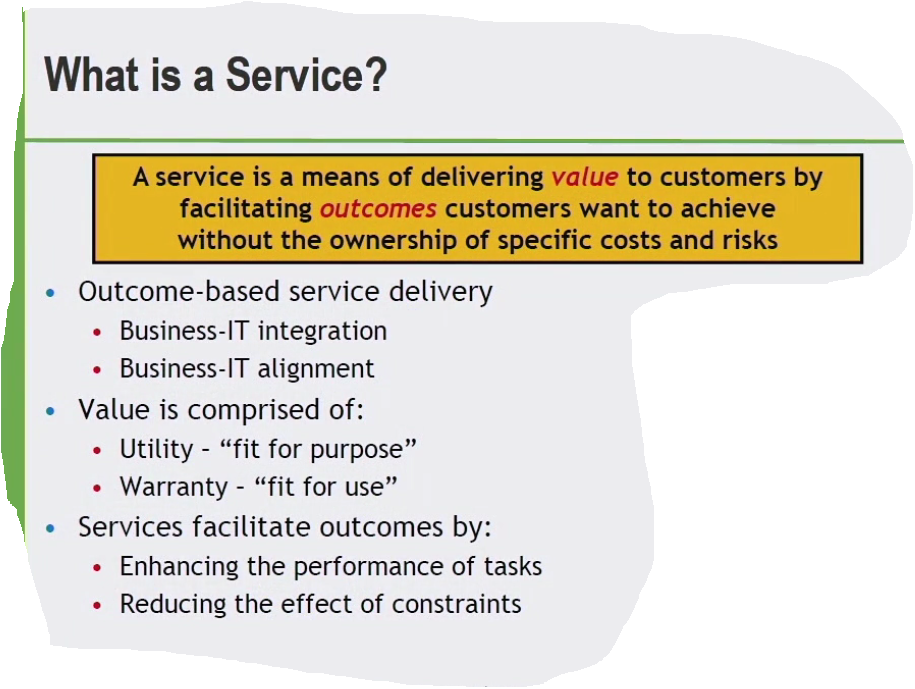 What is a Service?
A service is a means of delivering value to customers by
facilitating outcomes customers want to achieve
without the ownership of specific costs and risks
• Outcome-based service delivery
• Business-IT integration
• Business-IT alignment
• Value is comprised of:
• Utility – “fit for purpose”
• Warranty – “fit for use”
• Services facilitate outcomes by:
• Enhancing the performance of tasks
• Reducing the effect of constraints